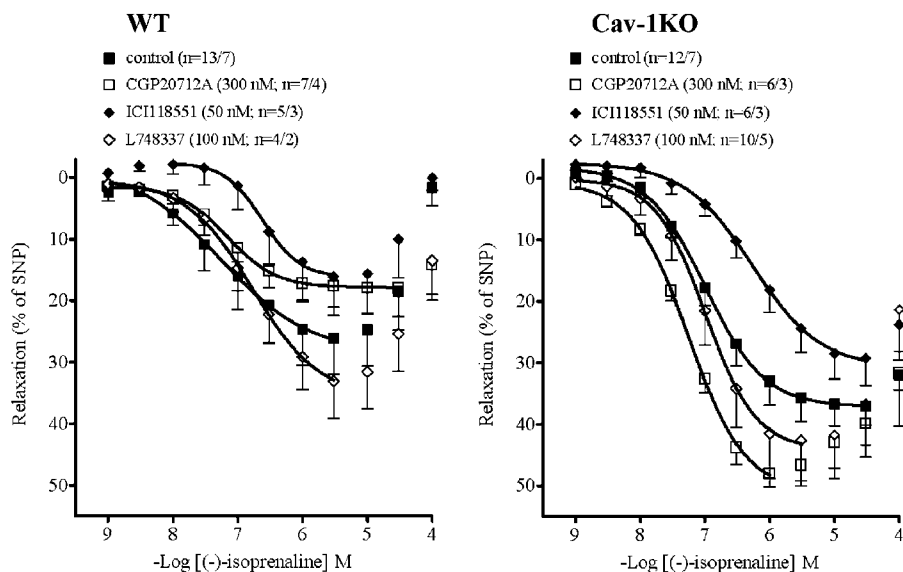 WT
control (n=13/7)
CGP20712A (300 nM; n=7/4)
ICI118551 (50 nM; n=5/3)
L748337 (100 nM; n=4/2)
Relaxation (% of SNP)
0
10
20
30
40
50
9 8 7 6 5 4
-Log [(-)-isoprenaline] M
Cav-1KO
control (n=12/7)
CGP20712A (300 nM; n=6/3)
ICI118551 (50 nM; n=6/3)
L748337 (100 nM; n=10/5)
Relaxation (% of SNP)
0
10
20
30
40
50
9 8 7 6 5 4
-Log [(-)-isoprenaline] M